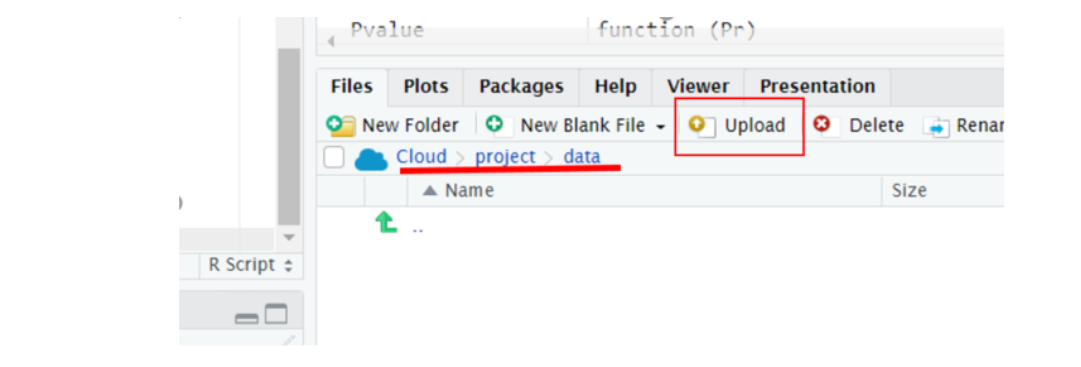 Pvalue function (Pr)
Files Plots Packages Help Viewer Presentation
New Folder New Blank File Upload Delete Renar
Cloud > project > data
Name Size
..
)
R Script